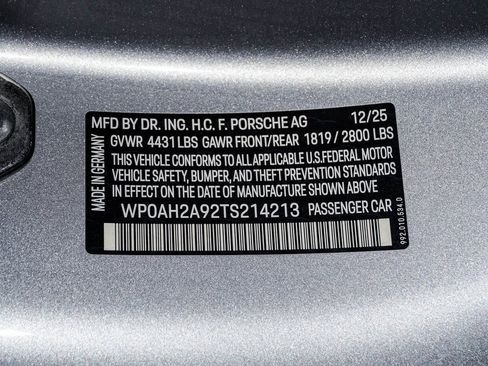 MFD BY DR. ING. H.C. F. PORSCHE AG 12/25
GVWR 4431 LBS GAWR FRONT/REAR 1819 / 2800 LBS
THIS VEHICLE CONFORMS TO ALL APPLICABLE U.S.FEDERAL MOTOR
VEHICLE SAFETY, BUMPER, AND THEFT PREVENTION STANDARDS
IN EFFECT ON THE DATE OF MANUFACTURE SHOWN ABOVE
WP0AH2A92TS214213 PASSENGER CAR
MADE IN GERMANY
992.010.534.D